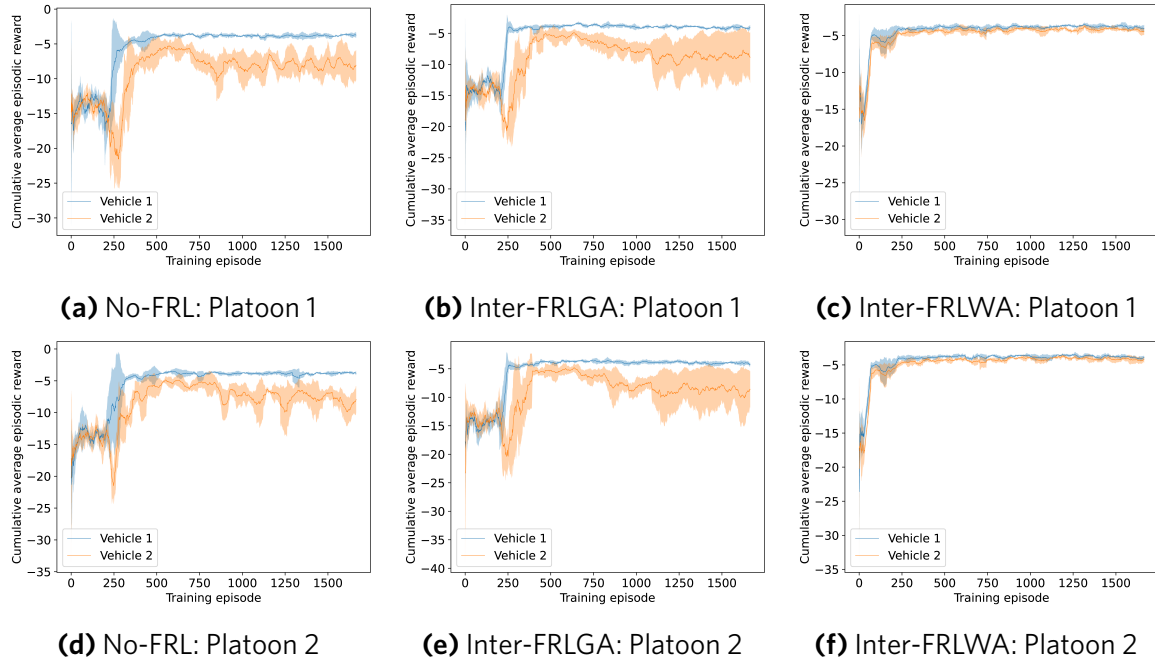 Cumulative average episodic reward
0
−5
−10
−15
−20
−25
−30
Vehicle 1
Vehicle 2
0 250 500 750 1000 1250 1500
Training episode
(a) No-FRL: Platoon 1
Cumulative average episodic reward
−5
−10
−15
−20
−25
−30
−35
Vehicle 1
Vehicle 2
0 250 500 750 1000 1250 1500
Training episode
(b) Inter-FRLGA: Platoon 1
Cumulative average episodic reward
−5
−10
−15
−20
−25
−30
Vehicle 1
Vehicle 2
0 250 500 750 1000 1250 1500
Training episode
(c) Inter-FRLWA: Platoon 1
Cumulative average episodic reward
0
−5
−10
−15
−20
−25
−30
−35
Vehicle 1
Vehicle 2
0 250 500 750 1000 1250 1500
Training episode
(d) No-FRL: Platoon 2
Cumulative average episodic reward
−5
−10
−15
−20
−25
−30
−35
−40
Vehicle 1
Vehicle 2
0 250 500 750 1000 1250 1500
Training episode
(e) Inter-FRLGA: Platoon 2
Cumulative average episodic reward
−5
−10
−15
−20
−25
−30
−35
Vehicle 1
Vehicle 2
0 250 500 750 1000 1250 1500
Training episode
(f) Inter-FRLWA: Platoon 2